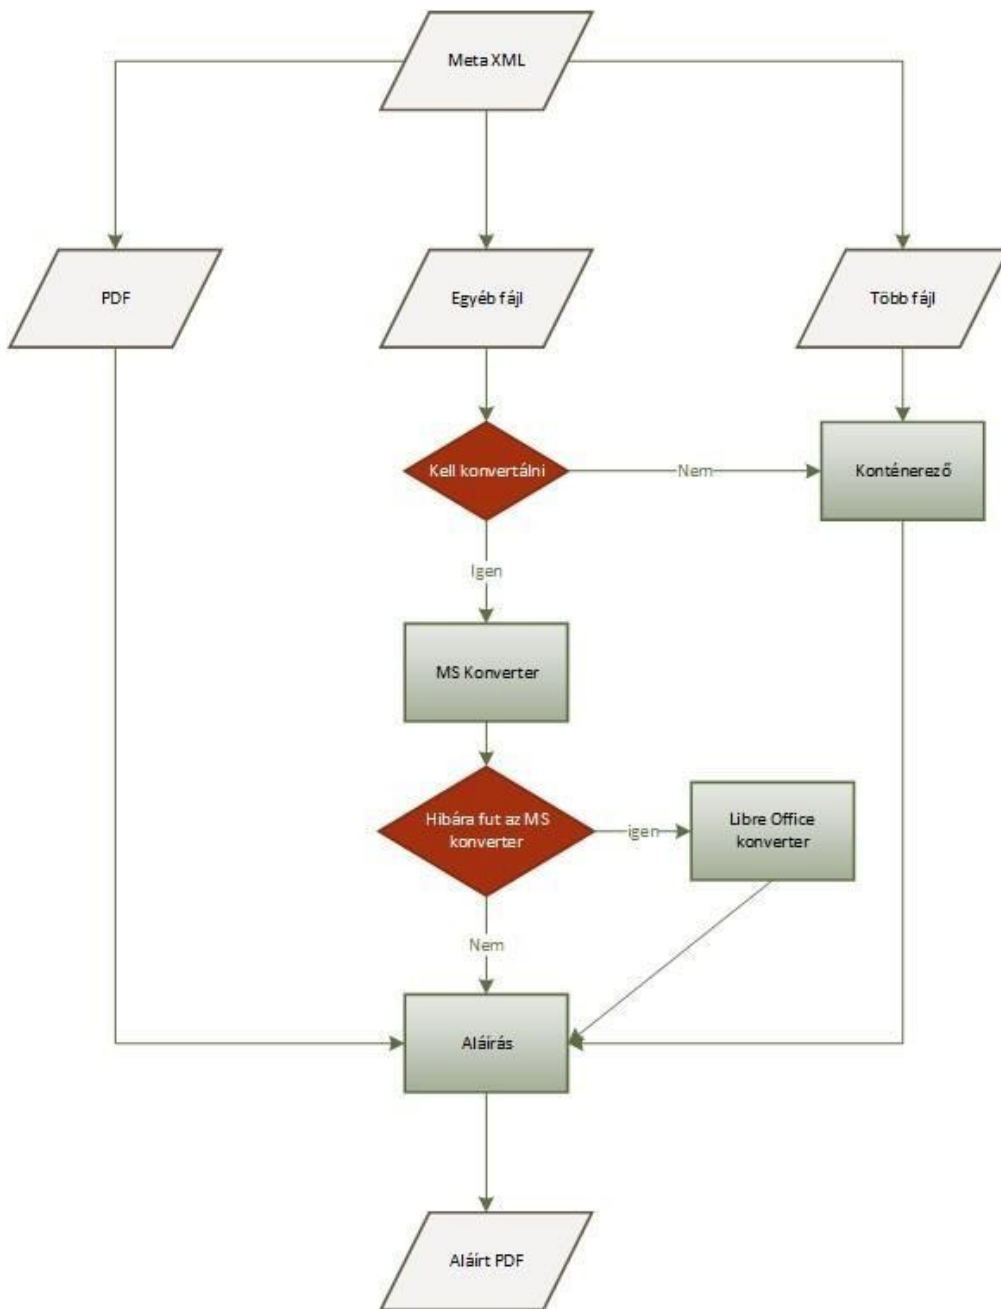 Meta XML
PDF
Egyéb fájl
Több fájl
Kell konvertálni
Nem
Konténerező
Igen
MS Konverter
Hibára fut az MS
konverter
igen
Libre Office
konverter
Nem
Aláírás
Aláírt PDF